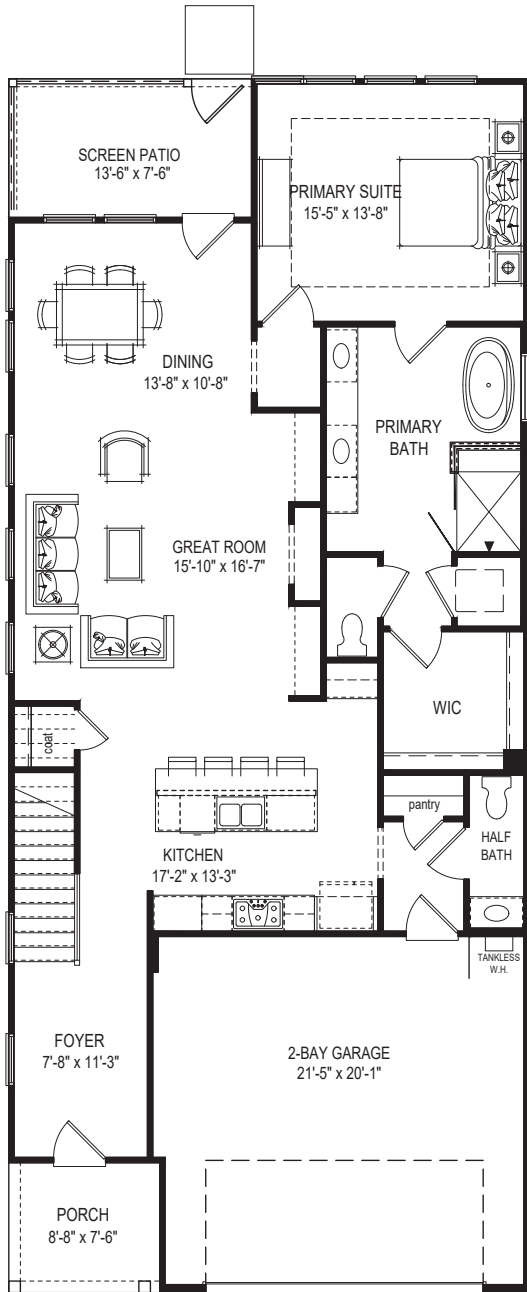 SCREEN PATIO
13'-6" x 7'-6"
PRIMARY SUITE
15'-5" x 13'-8"
DINING
13'-8" x 10'-8"
PRIMARY
BATH
GREAT ROOM
15'-10" x 16'-7"
WIC
coat
pantry
HALF
BATH
KITCHEN
17'-2" x 13'-3"
TANKLESS
W.H.
FOYER
7'-8" x 11'-3"
2-BAY GARAGE
21'-5" x 20'-1"
PORCH
8'-8" x 7'-6"